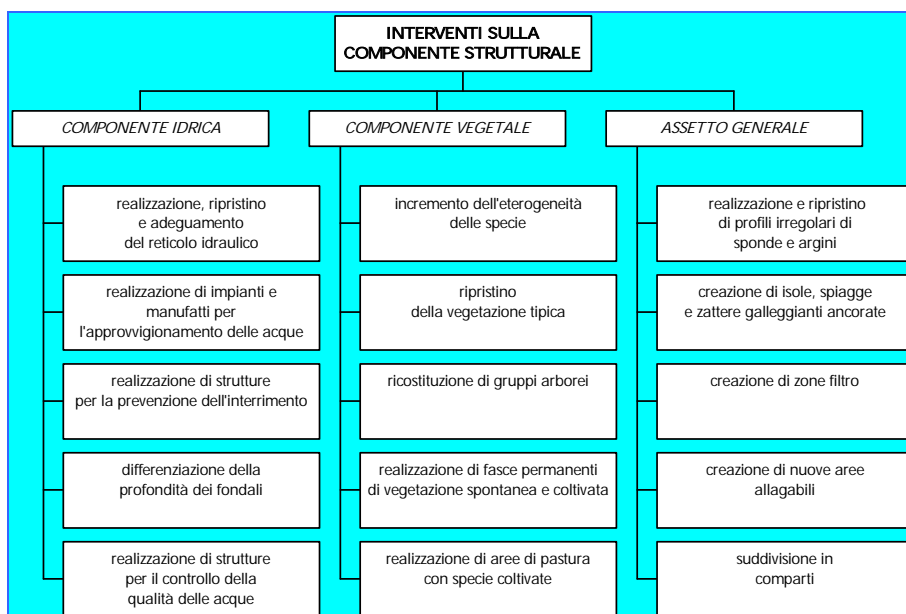 INTERVENTI SULLA
COMPONENTE STRUTTURALE
COMPONENTE IDRICA
realizzazione, ripristino
e adeguamento
del reticolo idraulico
realizzazione di impianti e
manufatti per
l'approvvigionamento delle acque
realizzazione di strutture
per la prevenzione dell'interrimento
differenziazione della
profondità dei fondali
realizzazione di strutture
per il controllo della
qualità delle acque
COMPONENTE VEGETALE
incremento dell'eterogeneità
delle specie
ripristino
della vegetazione tipica
ricostituzione di gruppi arborei
realizzazione di fasce permanenti
di vegetazione spontanea e coltivata
realizzazione di aree di pastura
con specie coltivate
ASSETTO GENERALE
realizzazione e ripristino
di profili irregolari di
sponde e argini
creazione di isole, spiagge
e zattere galleggianti ancorate
creazione di zone filtro
creazione di nuove aree
allagabili
suddivisione in
comparti